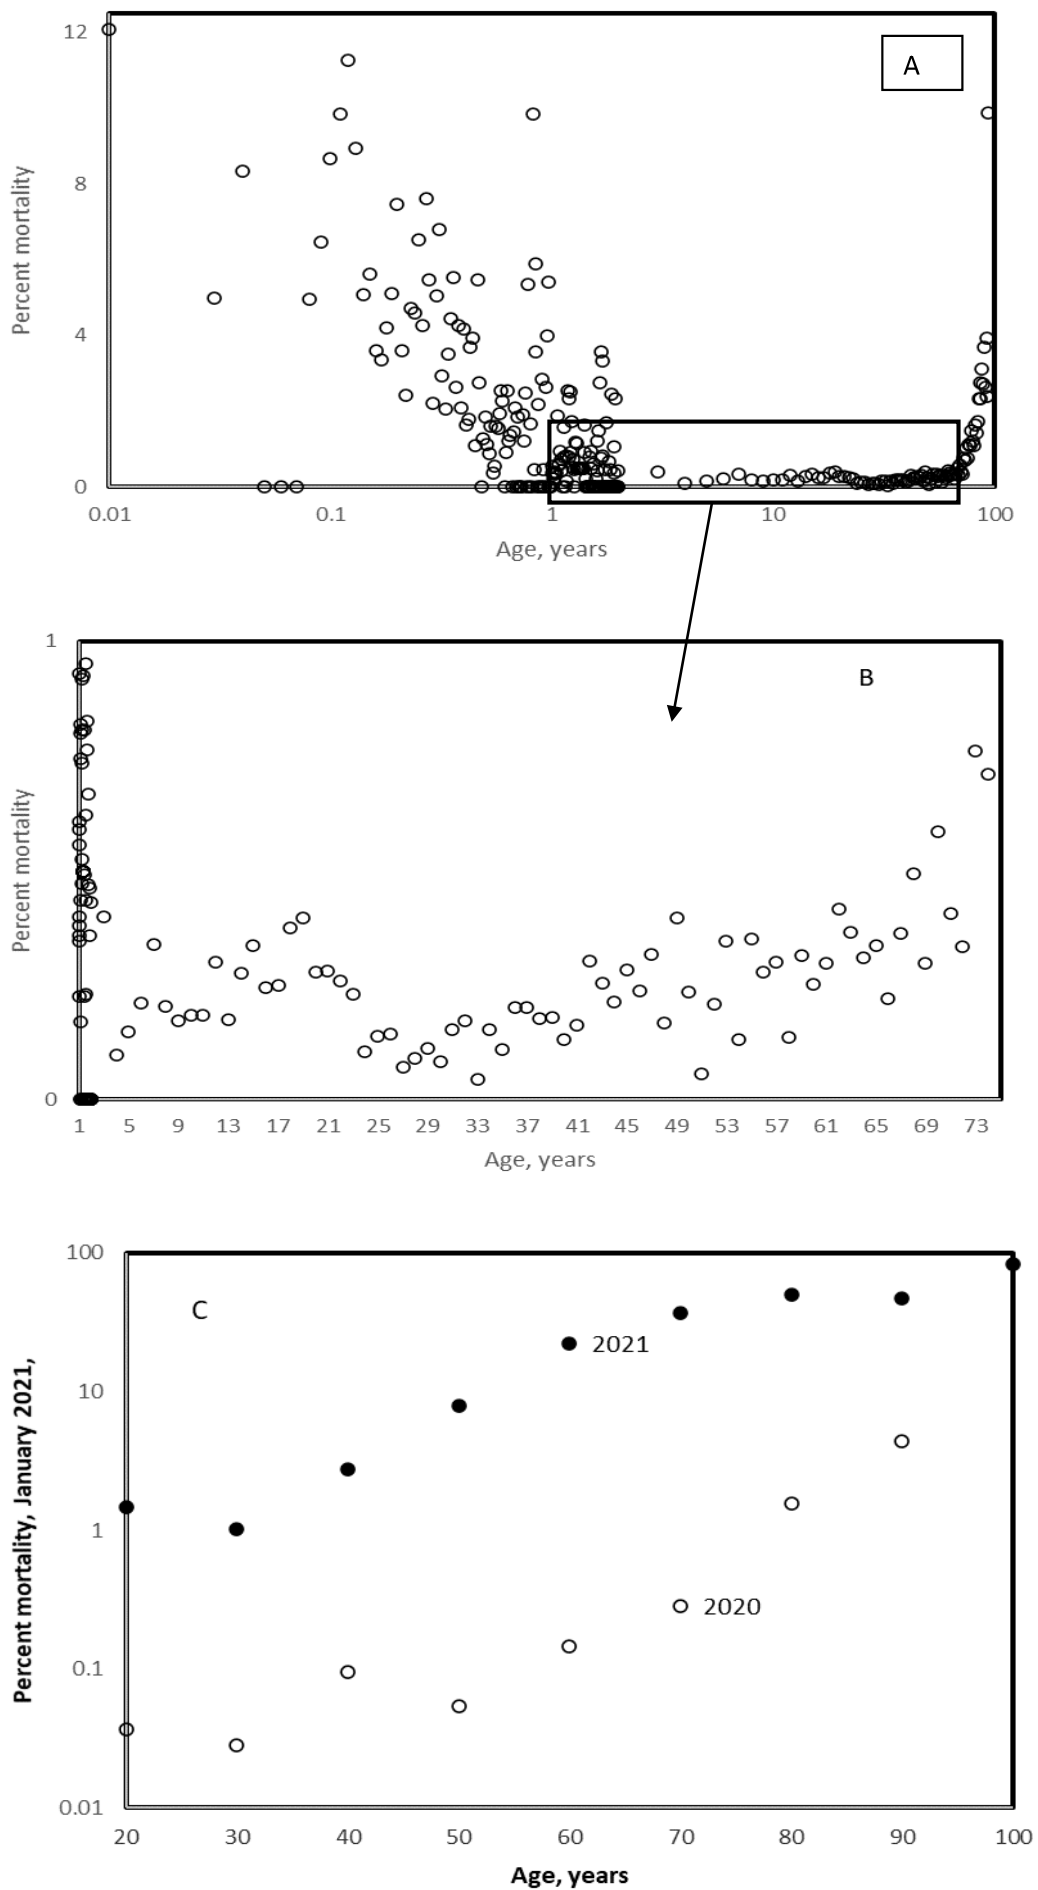 12
A
8
4
0
Percent mortality
0.01 0.1 1 10 100
Age, years
1
B
Percent mortality
0
1 5 9 13 17 21 25 29 33 37 41 45 49 53 57 61 65 69 73
Age, years
100
C
2021
10
1
2020
0.1
0.01
Percent mortality, January 2021,
20 30 40 50 60 70 80 90 100
Age, years